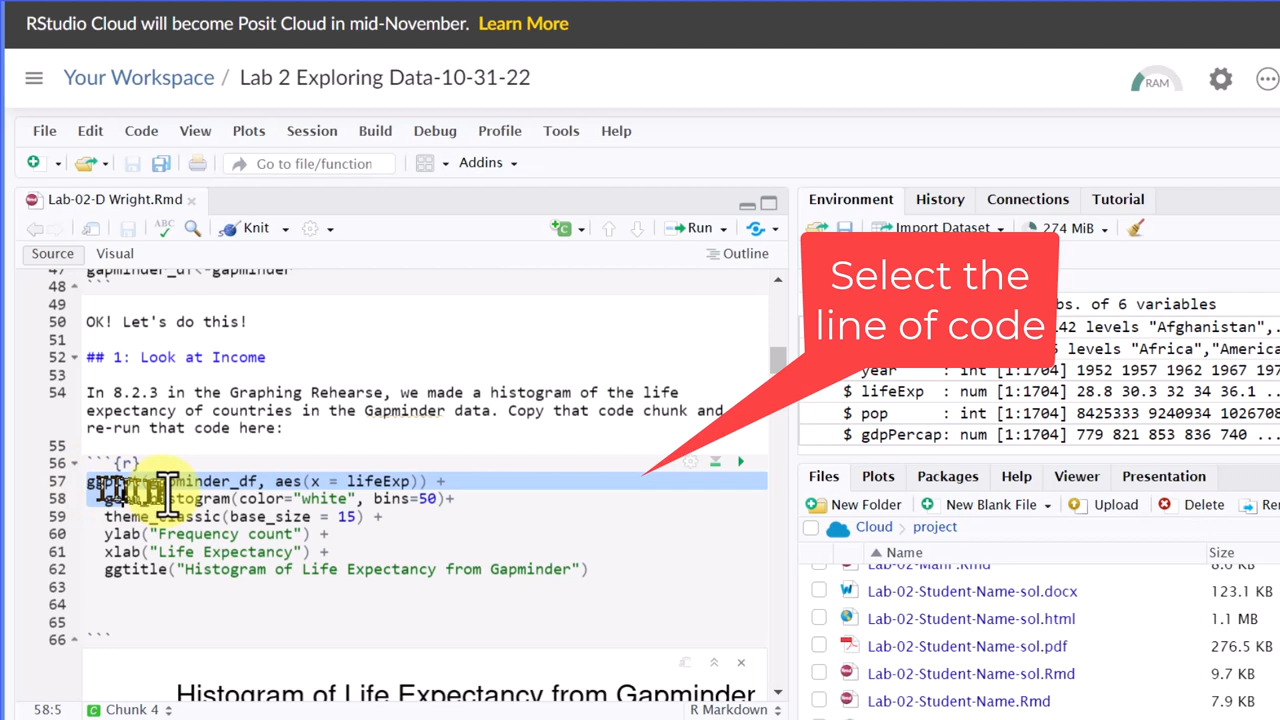 RStudio Cloud will become Posit Cloud in mid-November. Learn More
Your Workspace / Lab 2 Exploring Data-10-31-22
RAM
File Edit Code View Plots Session Build Debug Profile Tools Help
Go to file/function Addins
Lab-02-D Wright.Rmd
Knit Run
Source Visual Outline
47 gapminder_df<-gapminder
48 ```
49
50 OK! Let's do this!
51
52 ## 1: Look at Income
53
54 In 8.2.3 in the Graphing Rehearse, we made a histogram of the life
expectancy of countries in the Gapminder data. Copy that code chunk and
re-run that code here:
55
56 ```{r}
57 aes(x = lifeExp)) +
58 (color="white", bins=50)+
59 theme_classic(base_size = 15) +
60 ylab("Frequency count") +
61 xlab("Life Expectancy") +
62 ggtitle("Histogram of Life Expectancy from Gapminder")
63
64
65
66 ```
Histogram of Life Expectancy from Gapminder
58:5 Chunk 4 R Markdown
Select the
line of code
Environment History Connections Tutorial
Import Dataset 274 MiB
of 6 variables
levels "Afghanistan",
levels "Africa","America
year : int [1:1704] 1952 1957 1962 1967
$ lifeExp : num [1:1704] 28.8 30.3 32 34 36.1 ...
$ pop : int [1:1704] 8425333 9240934
$ gdpPercap: num [1:1704] 779 821 853 836 740 ...
Files Plots Packages Help Viewer Presentation
New Folder New Blank File Upload Delete
Cloud project
Name Size
Lab-02-Student-Name-sol.docx 123.1 KB
Lab-02-Student-Name-sol.html 1.1 MB
Lab-02-Student-Name-sol.pdf 276.5 KB
Lab-02-Student-Name-sol.Rmd 9.7 KB
Lab-02-Student-Name.Rmd 7.9 KB